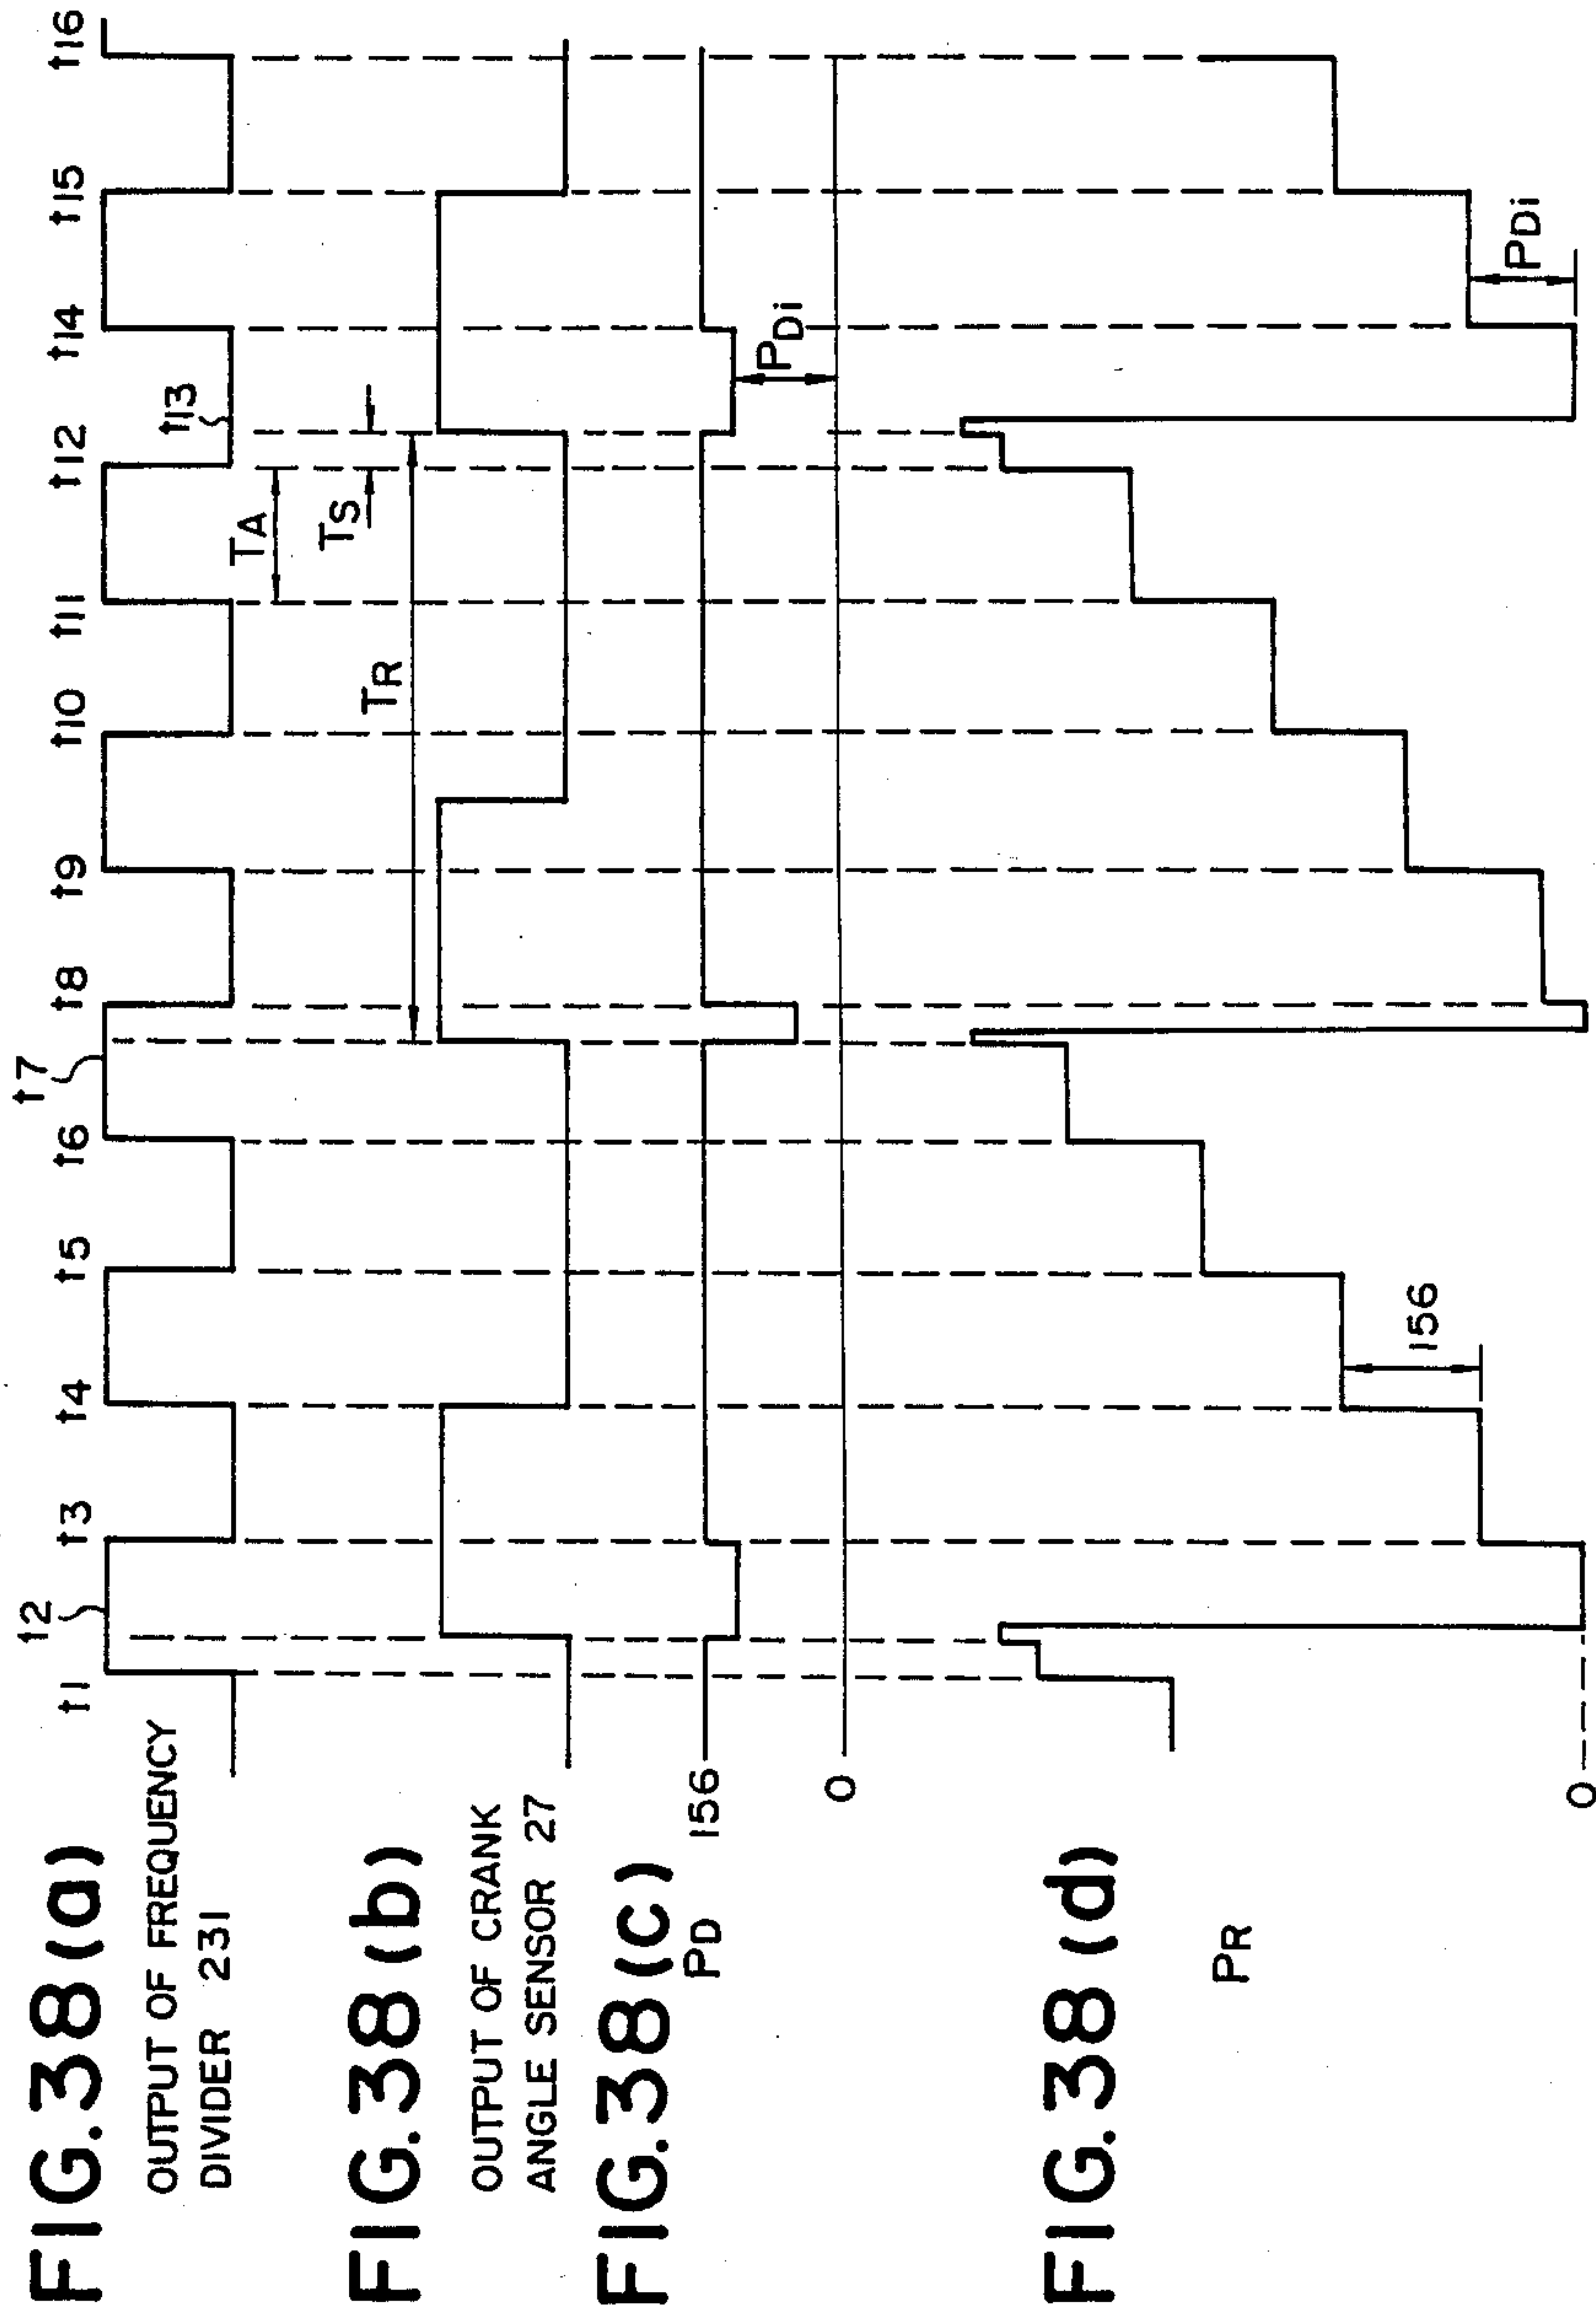 FIG.38(a)
OUTPUT OF FREQUENCY
DIVIDER 231
t1
t2
t3
t4
t5
t6
t7
t8
t9
t10
t11
t12
t13
t14
t15
t16
TA
TS
TR
FIG.38(b)
OUTPUT OF CRANK
ANGLE SENSOR 27
FIG.38(c)
PD
156
0
PDi
FIG.38(d)
PR
0
156
PDi